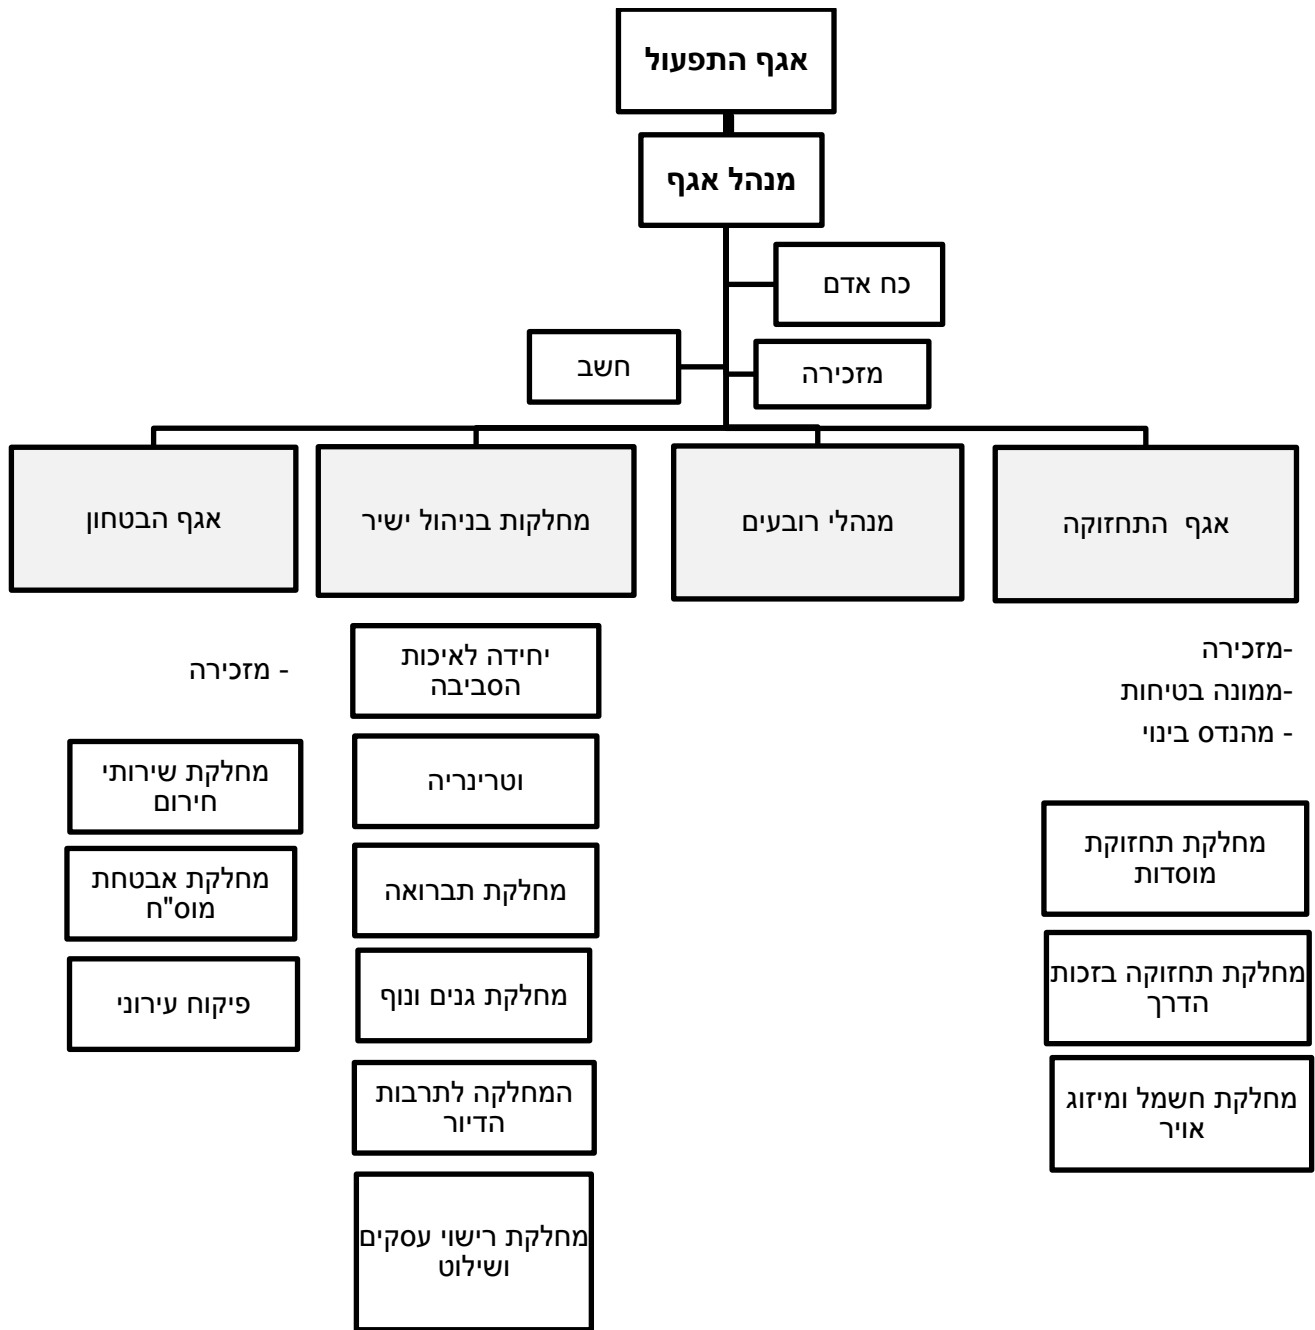 אגף התפעול
מנהל אגף
כח אדם
מזכירה
חשב
אגף התחזוקה
מנהלי רובעים
מחלקות בניהול ישיר
אגף הבטחון
-מזכירה
-ממונה בטיחות
- מהנדס בינוי
מחלקת תחזוקת
מוסדות
מחלקת תחזוקה בזכות
הדרך
מחלקת חשמל ומיזוג
אויר
יחידה לאיכות
הסביבה
וטרינריה
מחלקת תברואה
מחלקת גנים ונוף
המחלקה לתרבות
הדיור
מחלקת רישוי עסקים
ושילוט
- מזכירה
מחלקת שירותי
חירום
מחלקת אבטחת
מוס"ח
פיקוח עירוני